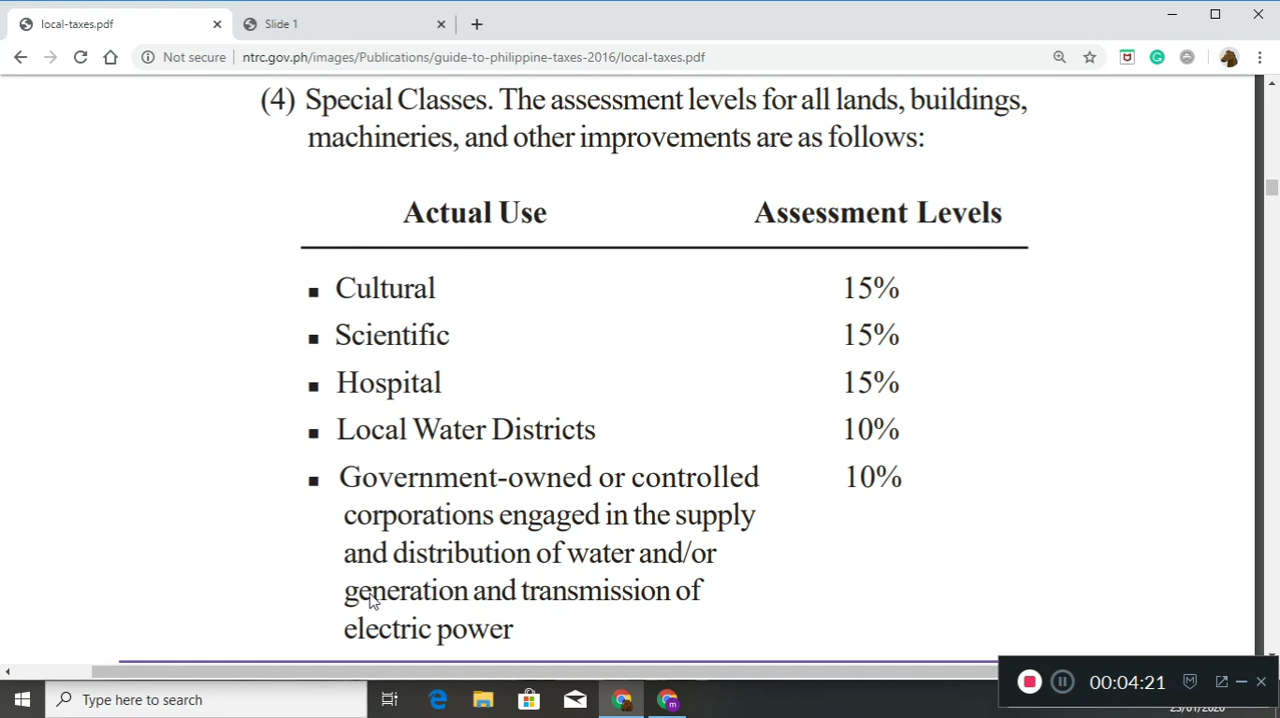 local-taxes.pdf
Slide 1
Not secure
ntrc.gov.ph/images/Publications/guide-to-philippine-taxes-2016/local-taxes.pdf
(4) Special Classes. The assessment levels for all lands, buildings,
machineries, and other improvements are as follows:
Actual Use Assessment Levels
▪ Cultural 15%
▪ Scientific 15%
▪ Hospital 15%
▪ Local Water Districts 10%
▪ Government-owned or controlled 10%
corporations engaged in the supply
and distribution of water and/or
generation and transmission of
electric power
00:04:21
Type here to search